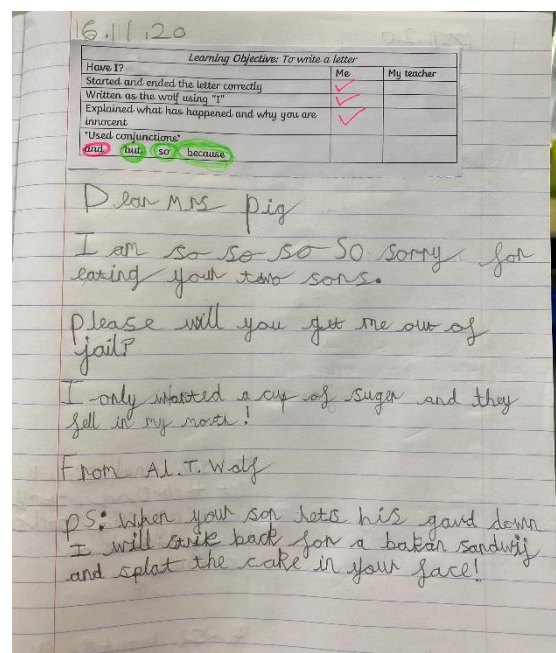 16.11.20
Learning Objective: To write a letter
Have I? Me My teacher
Started and ended the letter correctly
Written as the wolf using "I"
Explained what has happened and why you are
innocent
*Used conjunctions*
and but so because
Dear Mrs pig
I am so so so SO sorry for
eating your two sons.
please will you get me out of
jail?
I only wanted a cup of suger and they
fell in my mouth!
From Al.T.Wolf
PS: When your son lets his gaurd down
I will strike back for a bakan sandwij
and splat the cake in your face!